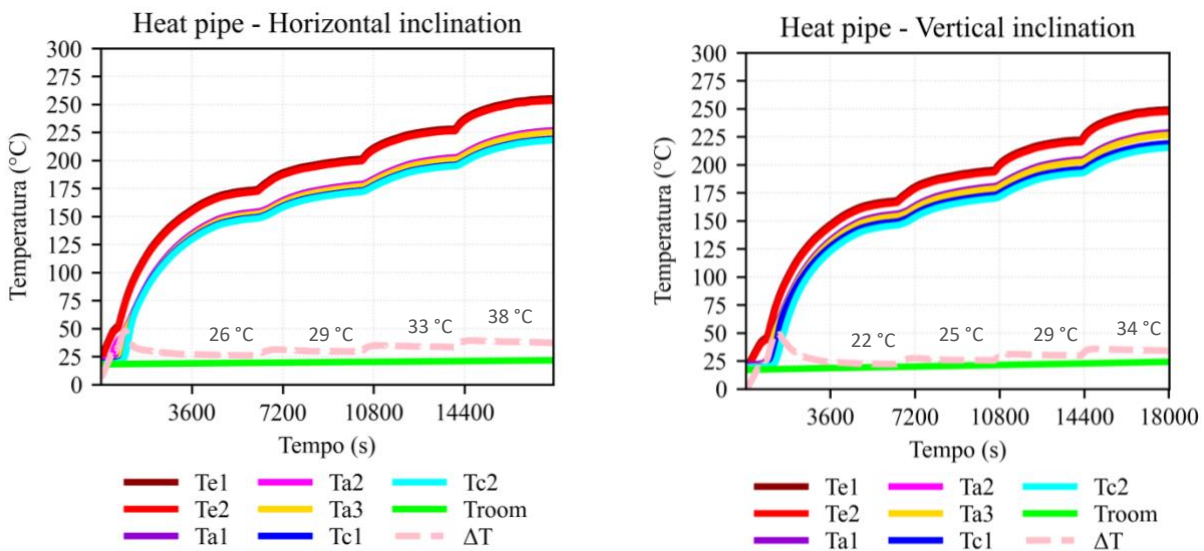 Heat pipe - Horizontal inclination
300
275
250
225
200
175
150
125
100
75
50
25
0
Temperatura (°C)
26 °C
29 °C
33 °C
38 °C
3600
7200
10800
14400
Tempo (s)
Te1
Ta2
Tc2
Te2
Ta3
Troom
Ta1
Tc1
ΔT
Heat pipe - Vertical inclination
300
275
250
225
200
175
150
125
100
75
50
25
0
Temperatura (°C)
22 °C
25 °C
29 °C
34 °C
3600
7200
10800
14400
18000
Tempo (s)
Te1
Ta2
Tc2
Te2
Ta3
Troom
Ta1
Tc1
ΔT